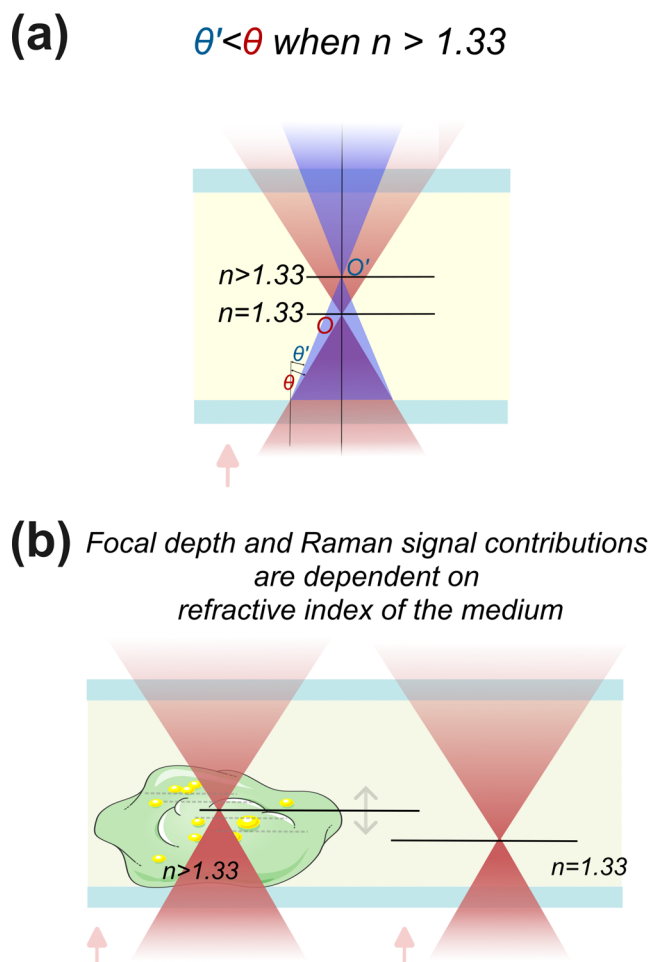 (a)
θ'<θ when n > 1.33
n>1.33
O'
n=1.33
O
θ'
θ
(b)
Focal depth and Raman signal contributions
are dependent on
refractive index of the medium
n>1.33
n=1.33